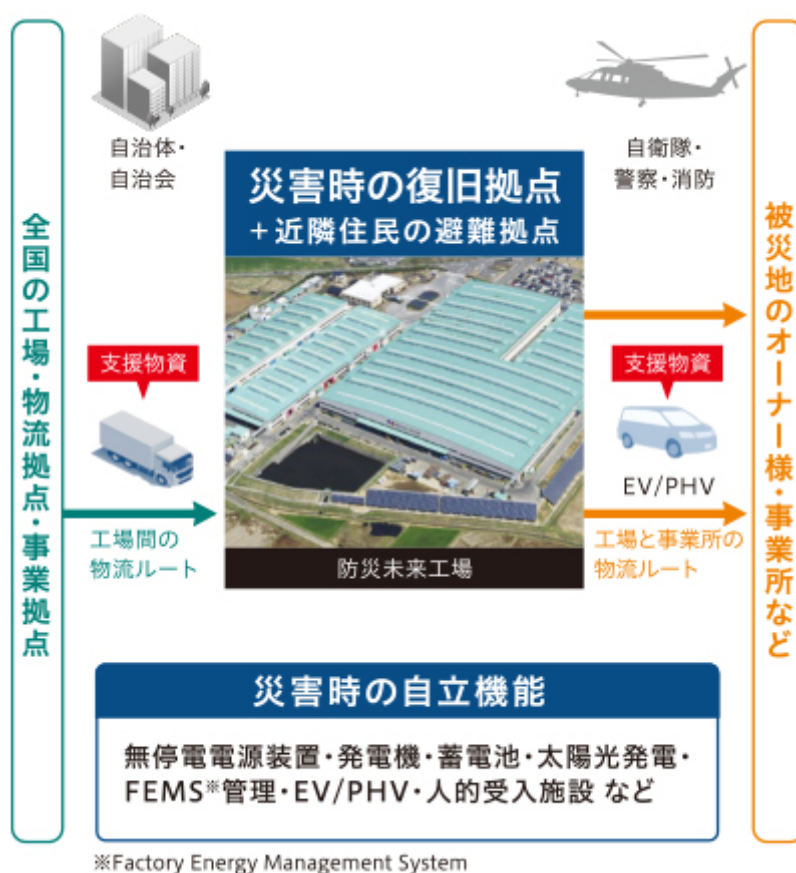 自治体・
自治会
自衛隊・
警察・消防
災害時の復旧拠点
+近隣住民の避難拠点
全国の工場・物流拠点・事業拠点
支援物資
工場間の
物流ルート
防災未来工場
支援物資
EV/PHV
工場と事業所の
物流ルート
被災地のオーナー様・事業所など
災害時の自立機能
無停電電源装置・発電機・蓄電池・太陽光発電・
FEMS※管理・EV/PHV・人的受入施設 など
※Factory Energy Management System